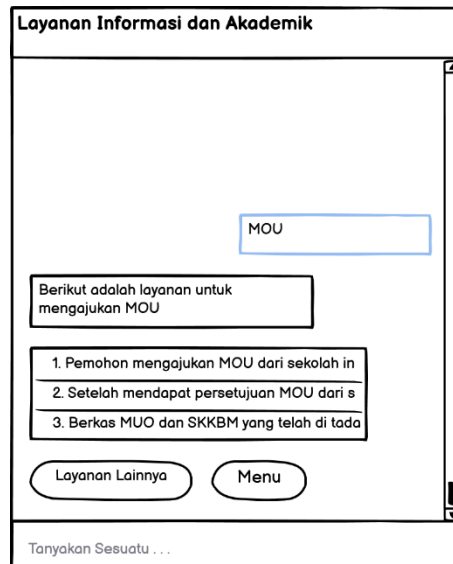 Layanan Informasi dan Akademik
MOU
Berikut adalah layanan untuk
mengajukan MOU
1. Pemohon mengajukan MOU dari sekolah in
2. Setelah mendapat persetujuan MOU dari s
3. Berkas MUO dan SKKBM yang telah di tada
Layanan Lainnya
Menu
Tanyakan Sesuatu . . .